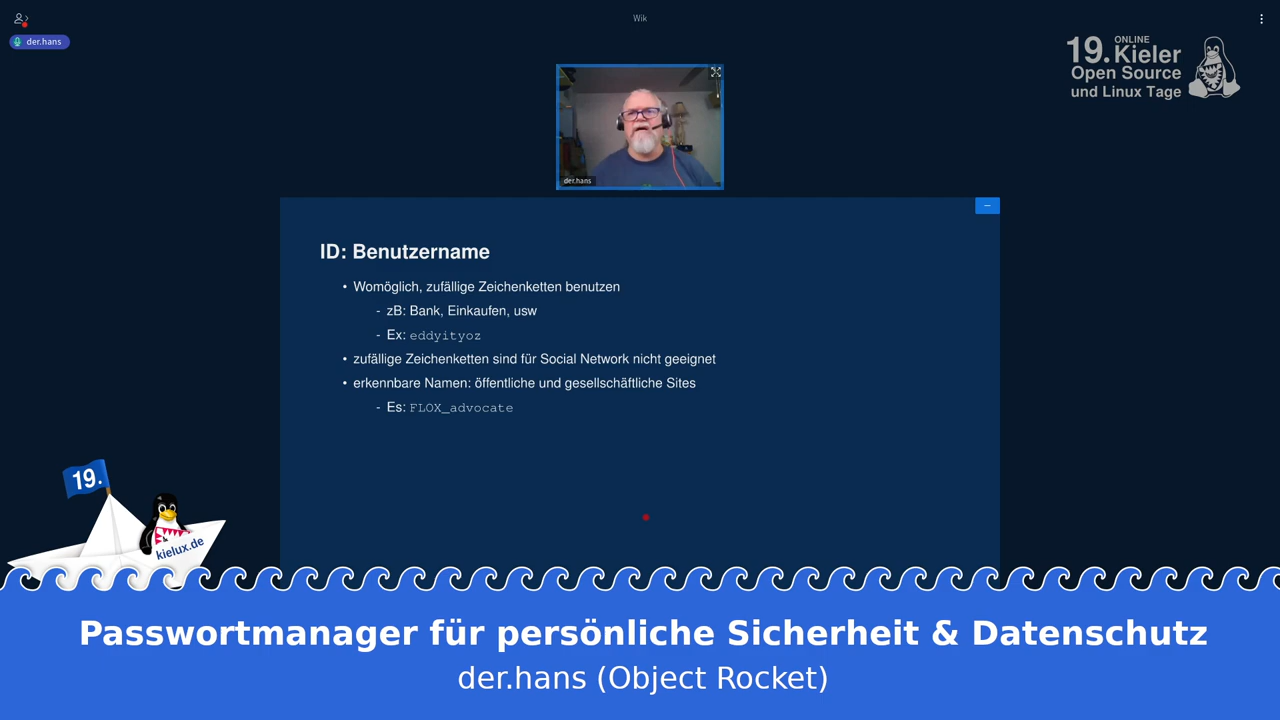 Wik
der.hans
19.
ONLINE
Kieler
Open Source
und Linux Tage
der.hans
ID: Benutzername
• Womöglich, zufällige Zeichenketten benutzen
- zB: Bank, Einkaufen, usw
- Ex: eddyityoz
• zufällige Zeichenketten sind für Social Network nicht geeignet
• erkennbare Namen: öffentliche und gesellschäftliche Sites
- Es: FLOX_advocate
19.
kielux.de
Passwortmanager für persönliche Sicherheit & Datenschutz
der.hans (Object Rocket)